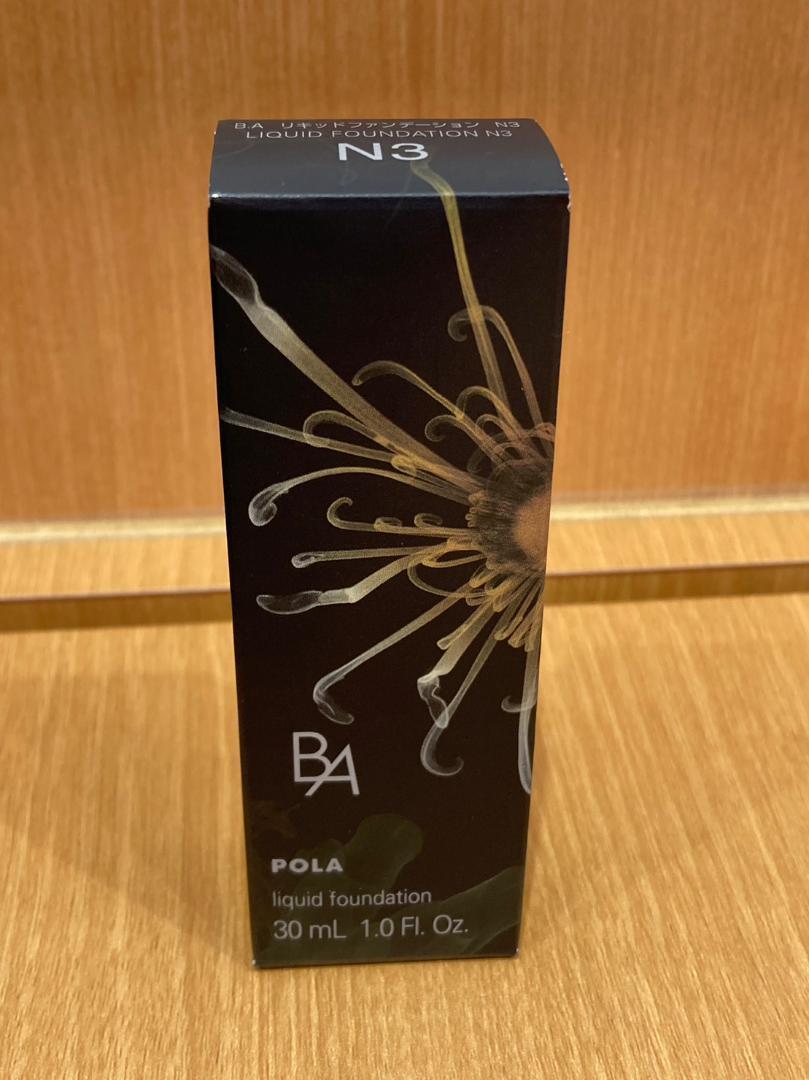 B.A リキッドファンデーション N3
LIQUID FOUNDATION N3
N3
BA
POLA
liquid foundation
30 mL 1.0 Fl. Oz.